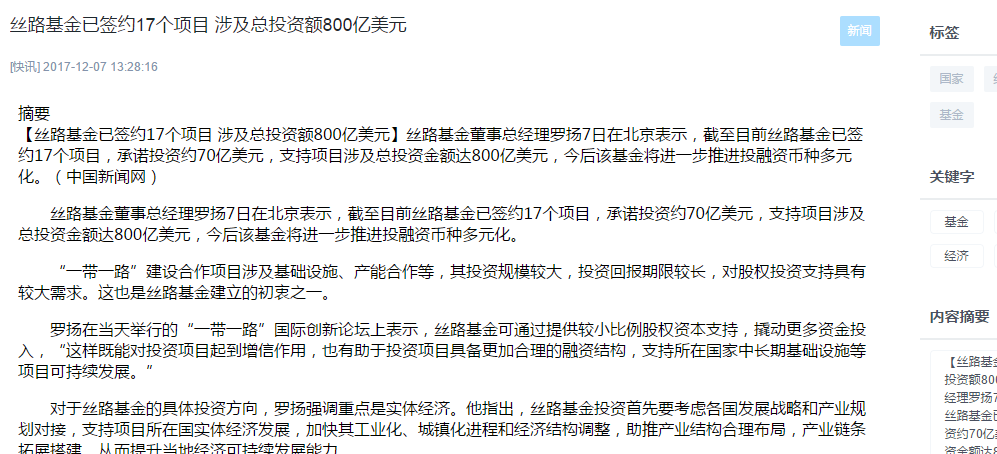 丝路基金已签约17个项目 涉及总投资额800亿美元
新闻
[快讯] 2017-12-07 13:28:16
摘要
【丝路基金已签约17个项目 涉及总投资额800亿美元】丝路基金董事总经理罗扬7日在北京表示，截至目前丝路基金已签
约17个项目，承诺投资约70亿美元，支持项目涉及总投资金额达800亿美元，今后该基金将进一步推进投融资币种多元
化。（中国新闻网）
丝路基金董事总经理罗扬7日在北京表示，截至目前丝路基金已签约17个项目，承诺投资约70亿美元，支持项目涉及
总投资金额达800亿美元，今后该基金将进一步推进投融资币种多元化。
“一带一路”建设合作项目涉及基础设施、产能合作等，其投资规模较大，投资回报期限较长，对股权投资支持具有
较大需求。这也是丝路基金建立的初衷之一。
罗扬在当天举行的“一带一路”国际创新论坛上表示，丝路基金可通过提供较小比例股权资本支持，撬动更多资金投
入，“这样既能对投资项目起到增信作用，也有助于投资项目具备更加合理的融资结构，支持所在国家中长期基础设施等
项目可持续发展。”
对于丝路基金的具体投资方向，罗扬强调重点是实体经济。他指出，丝路基金投资首先要考虑各国发展战略和产业规
划对接，支持项目所在国实体经济发展，加快其工业化、城镇化进程和经济结构调整，助推产业结构合理布局，产业链条
拓展搭建，从而提升当地经济可持续发展能力。
标签
国家
基金
关键字
基金
经济
内容摘要
【丝路基金
投资额800
经理罗扬7
丝路基金
资约70亿
资金额达8